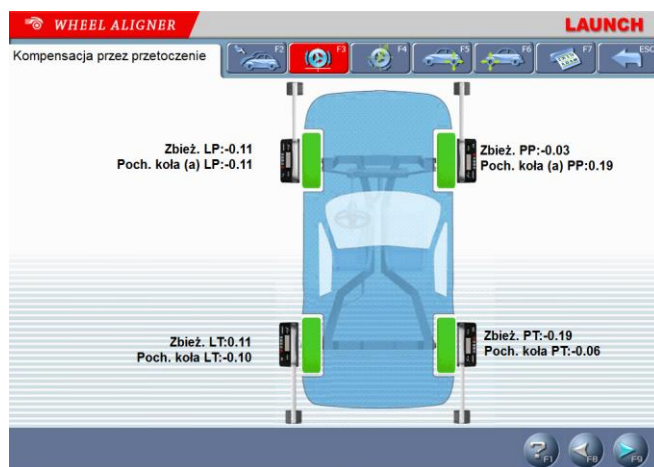 WHEEL ALIGNER
LAUNCH
Kompensacja przez przetoczenie
F2
F3
F4
F5
F6
F7
ESC
Zbież. LP:-0.11
Poch. koła (a) LP:-0.11
Zbież. PP:-0.03
Poch. koła (a) PP:0.19
Zbież. LT:0.11
Poch. koła LT:-0.10
Zbież. PT:-0.19
Poch. koła PT:-0.06
?
F1
F8
F9